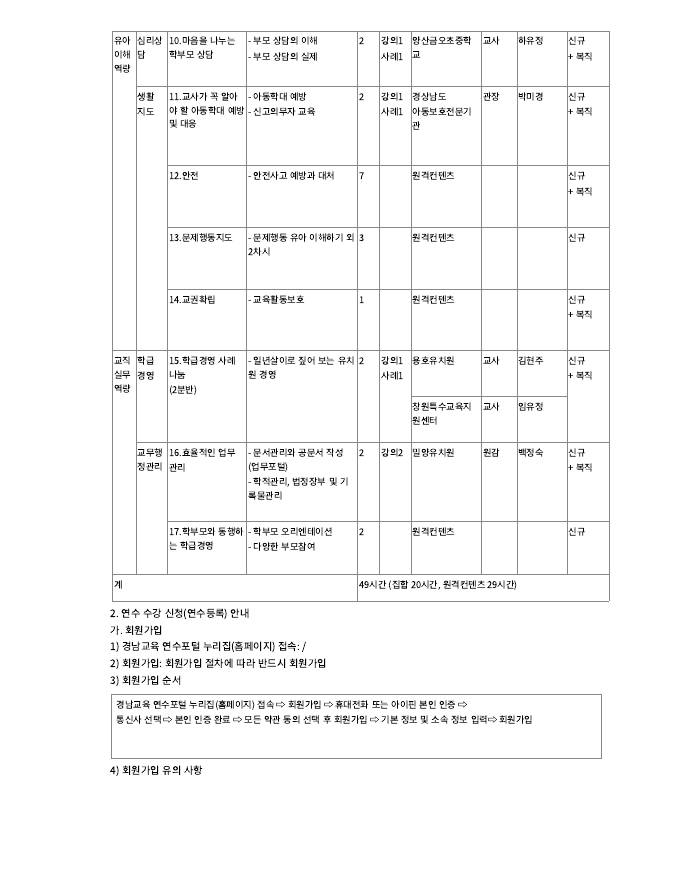 유아 심리상 10.마음을 나누는 - 부모 상담의 이해 2 강의1 양산금오초중학 교사 하유정 신규
이해 담 학부모 상담 - 부모 상담의 실제 사례1 교 + 복직
역량
생활 11.교사가 꼭 알아 - 아동학대 예방 2 강의1 경상남도 관장 박미경 신규
지도 야 할 아동학대 예방 - 신고의무자 교육 사례1 아동보호전문기 + 복직
및 대응 관
12.안전 - 안전사고 예방과 대처 7 원격컨텐츠 신규
+ 복직
13.문제행동지도 - 문제행동 유아 이해하기 외 3 원격컨텐츠 신규
2차시
14.교권확립 - 교육활동보호 1 원격컨텐츠 신규
+ 복직
교직 학급 15.학급경영 사례 - 일년살이로 짚어 보는 유치 2 강의1 용호유치원 교사 김현주 신규
실무 경영 나눔 원 경영 사례1 + 복직
역량 (2분반)
창원특수교육지 교사 임유정
원센터
교무행 16.효율적인 업무 - 문서관리와 공문서 작성 2 강의2 밀양유치원 원감 백정숙 신규
정관리 관리 (업무포털) + 복직
- 학적관리, 법정장부 및 기
록물관리
17.학부모와 동행하 - 학부모 오리엔테이션 2 원격컨텐츠 신규
는 학급경영 - 다양한 부모참여
계 49시간 (집합 20시간, 원격컨텐츠 29시간)
2. 연수 수강 신청(연수등록) 안내
가. 회원가입
1) 경남교육 연수포털 누리집(홈페이지) 접속: /
2) 회원가입: 회원가입 절차에 따라 반드시 회원가입
3) 회원가입 순서
경남교육 연수포털 누리집(홈페이지) 접속 ⇨ 회원가입 ⇨ 휴대전화 또는 아이핀 본인 인증 ⇨
통신사 선택 ⇨ 본인 인증 완료 ⇨ 모든 약관 동의 선택 후 회원가입 ⇨ 기본 정보 및 소속 정보 입력⇨ 회원가입
4) 회원가입 유의 사항